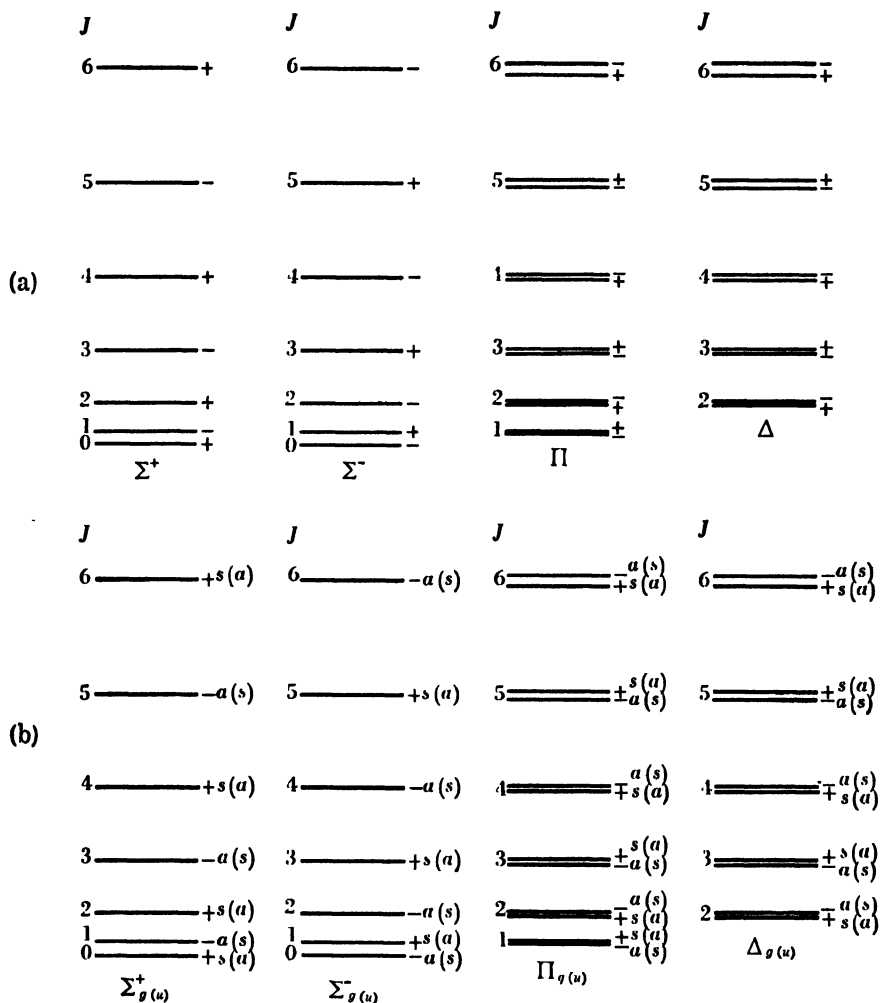 J J J J
6 + 6 − 6 − 6 −
+ +
5 − 5 + 5 ± 5 ±
(a)
4 + 4 − 1 − 4 −
+ +
3 − 3 + 3 ± 3 ±
2 + 2 − 2 − 2 −
+ +
1 − 1 + 1 ±
0 + 0 −
Σ⁺ Σ⁻ Π Δ
J J J J
6 +s(a) 6 −a(s) 6 −a(s) 6 −a(s)
+s(a) +s(a)
5 −a(s) 5 +s(a) 5 +s(a) 5 +s(a)
−a(s) −a(s)
(b)
4 +s(a) 4 −a(s) 4 −a(s) 4 −a(s)
+s(a) +s(a)
3 −a(s) 3 +s(a) 3 +s(a) 3 +s(a)
−a(s) −a(s)
2 +s(a) 2 −a(s) 2 −a(s) 2 −a(s)
+s(a) +s(a)
1 −a(s) 1 +s(a) 1 +s(a)
−a(s)
0 +s(a) 0 −a(s)
Σ⁺g(u) Σ⁻g(u) Πg(u) Δg(u)